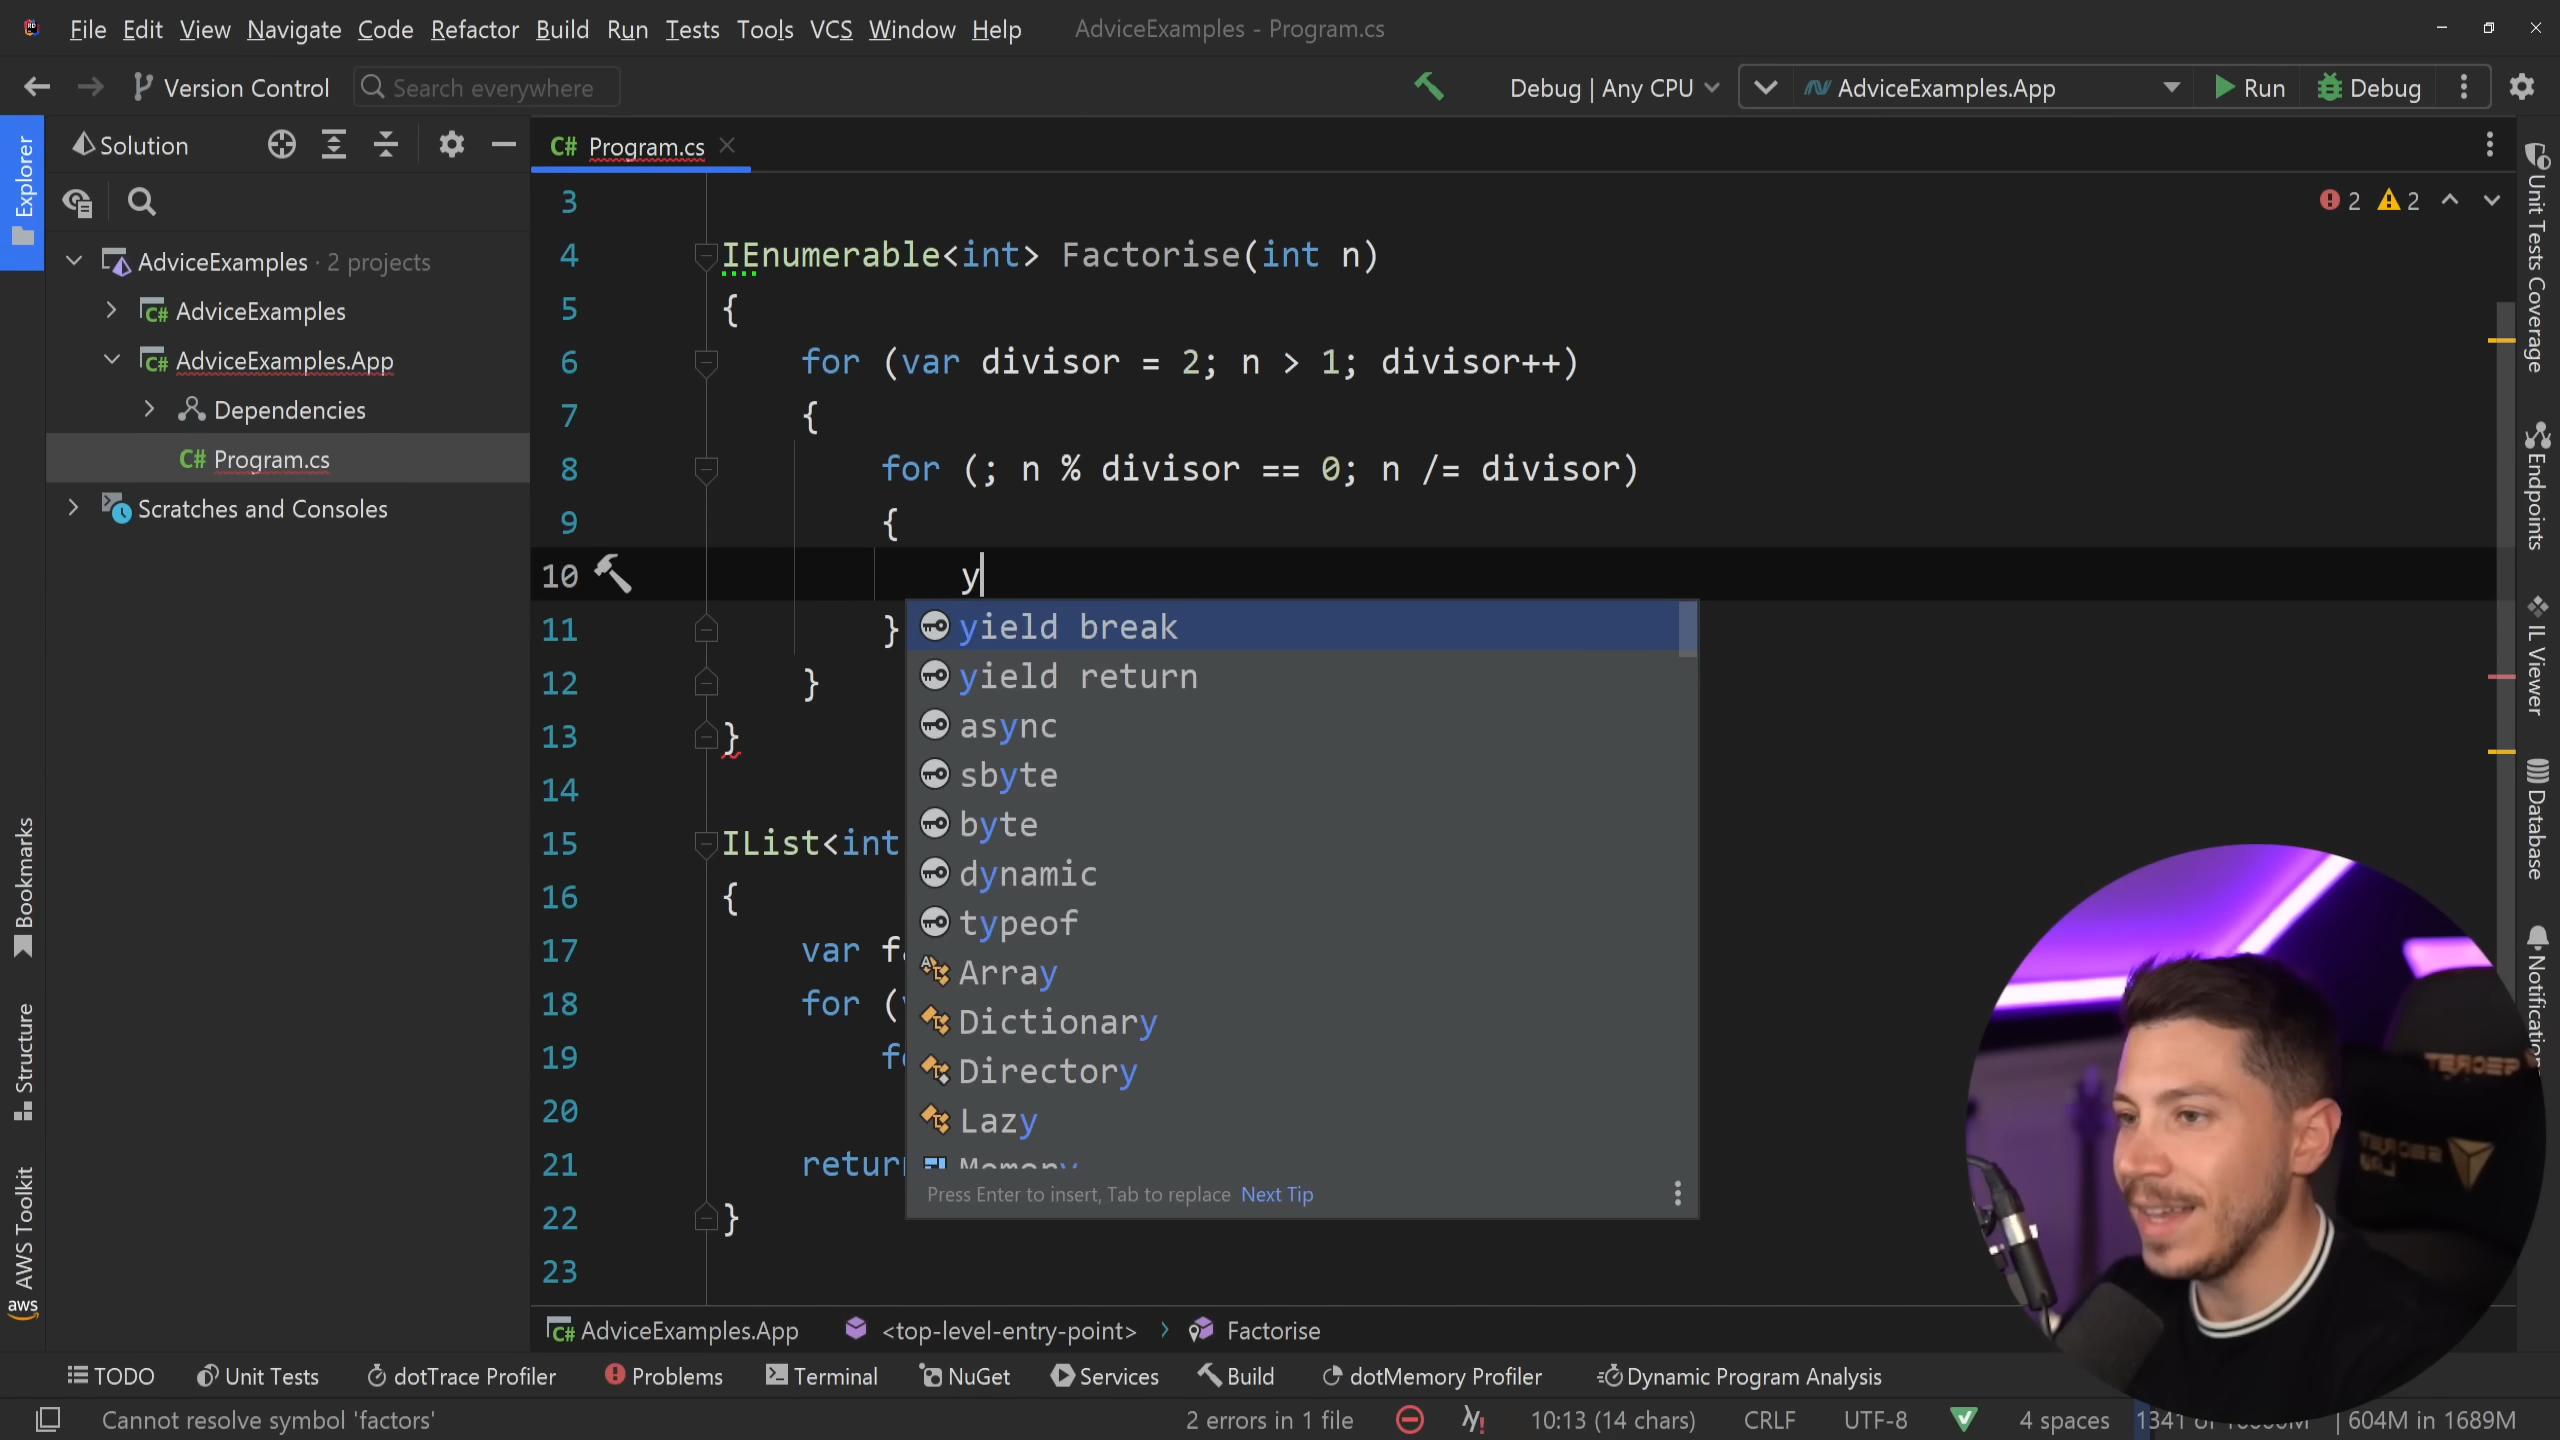 File Edit View Navigate Code Refactor Build Run Tests Tools VCS Window Help AdviceExamples - Program.cs
Version Control Search everywhere Debug | Any CPU AdviceExamples.App Run Debug
Solution
C# Program.cs
Explorer
AdviceExamples · 2 projects
C# AdviceExamples
C# AdviceExamples.App
Dependencies
C# Program.cs
Scratches and Consoles
Bookmarks
Structure
AWS Toolkit
aws
2 2
3
4 IEnumerable<int> Factorise(int n)
5 {
6 for (var divisor = 2; n > 1; divisor++)
7 {
8 for (; n % divisor == 0; n /= divisor)
9 {
10 y
11 }
12 }
13 }
14
15 IList<int
16 {
17 var f
18 for (
19
20
21 return
22 }
23
yield break
yield return
async
sbyte
byte
dynamic
typeof
Array
Dictionary
Directory
Lazy
Memory
Press Enter to insert, Tab to replace Next Tip
Unit Tests Coverage
Endpoints
IL Viewer
Database
Notifications
C# AdviceExamples.App <top-level-entry-point> Factorise
TODO Unit Tests dotTrace Profiler Problems Terminal NuGet Services Build dotMemory Profiler Dynamic Program Analysis
Cannot resolve symbol 'factors' 2 errors in 1 file 10:13 (14 chars) CRLF UTF-8 4 spaces 604M in 1689M